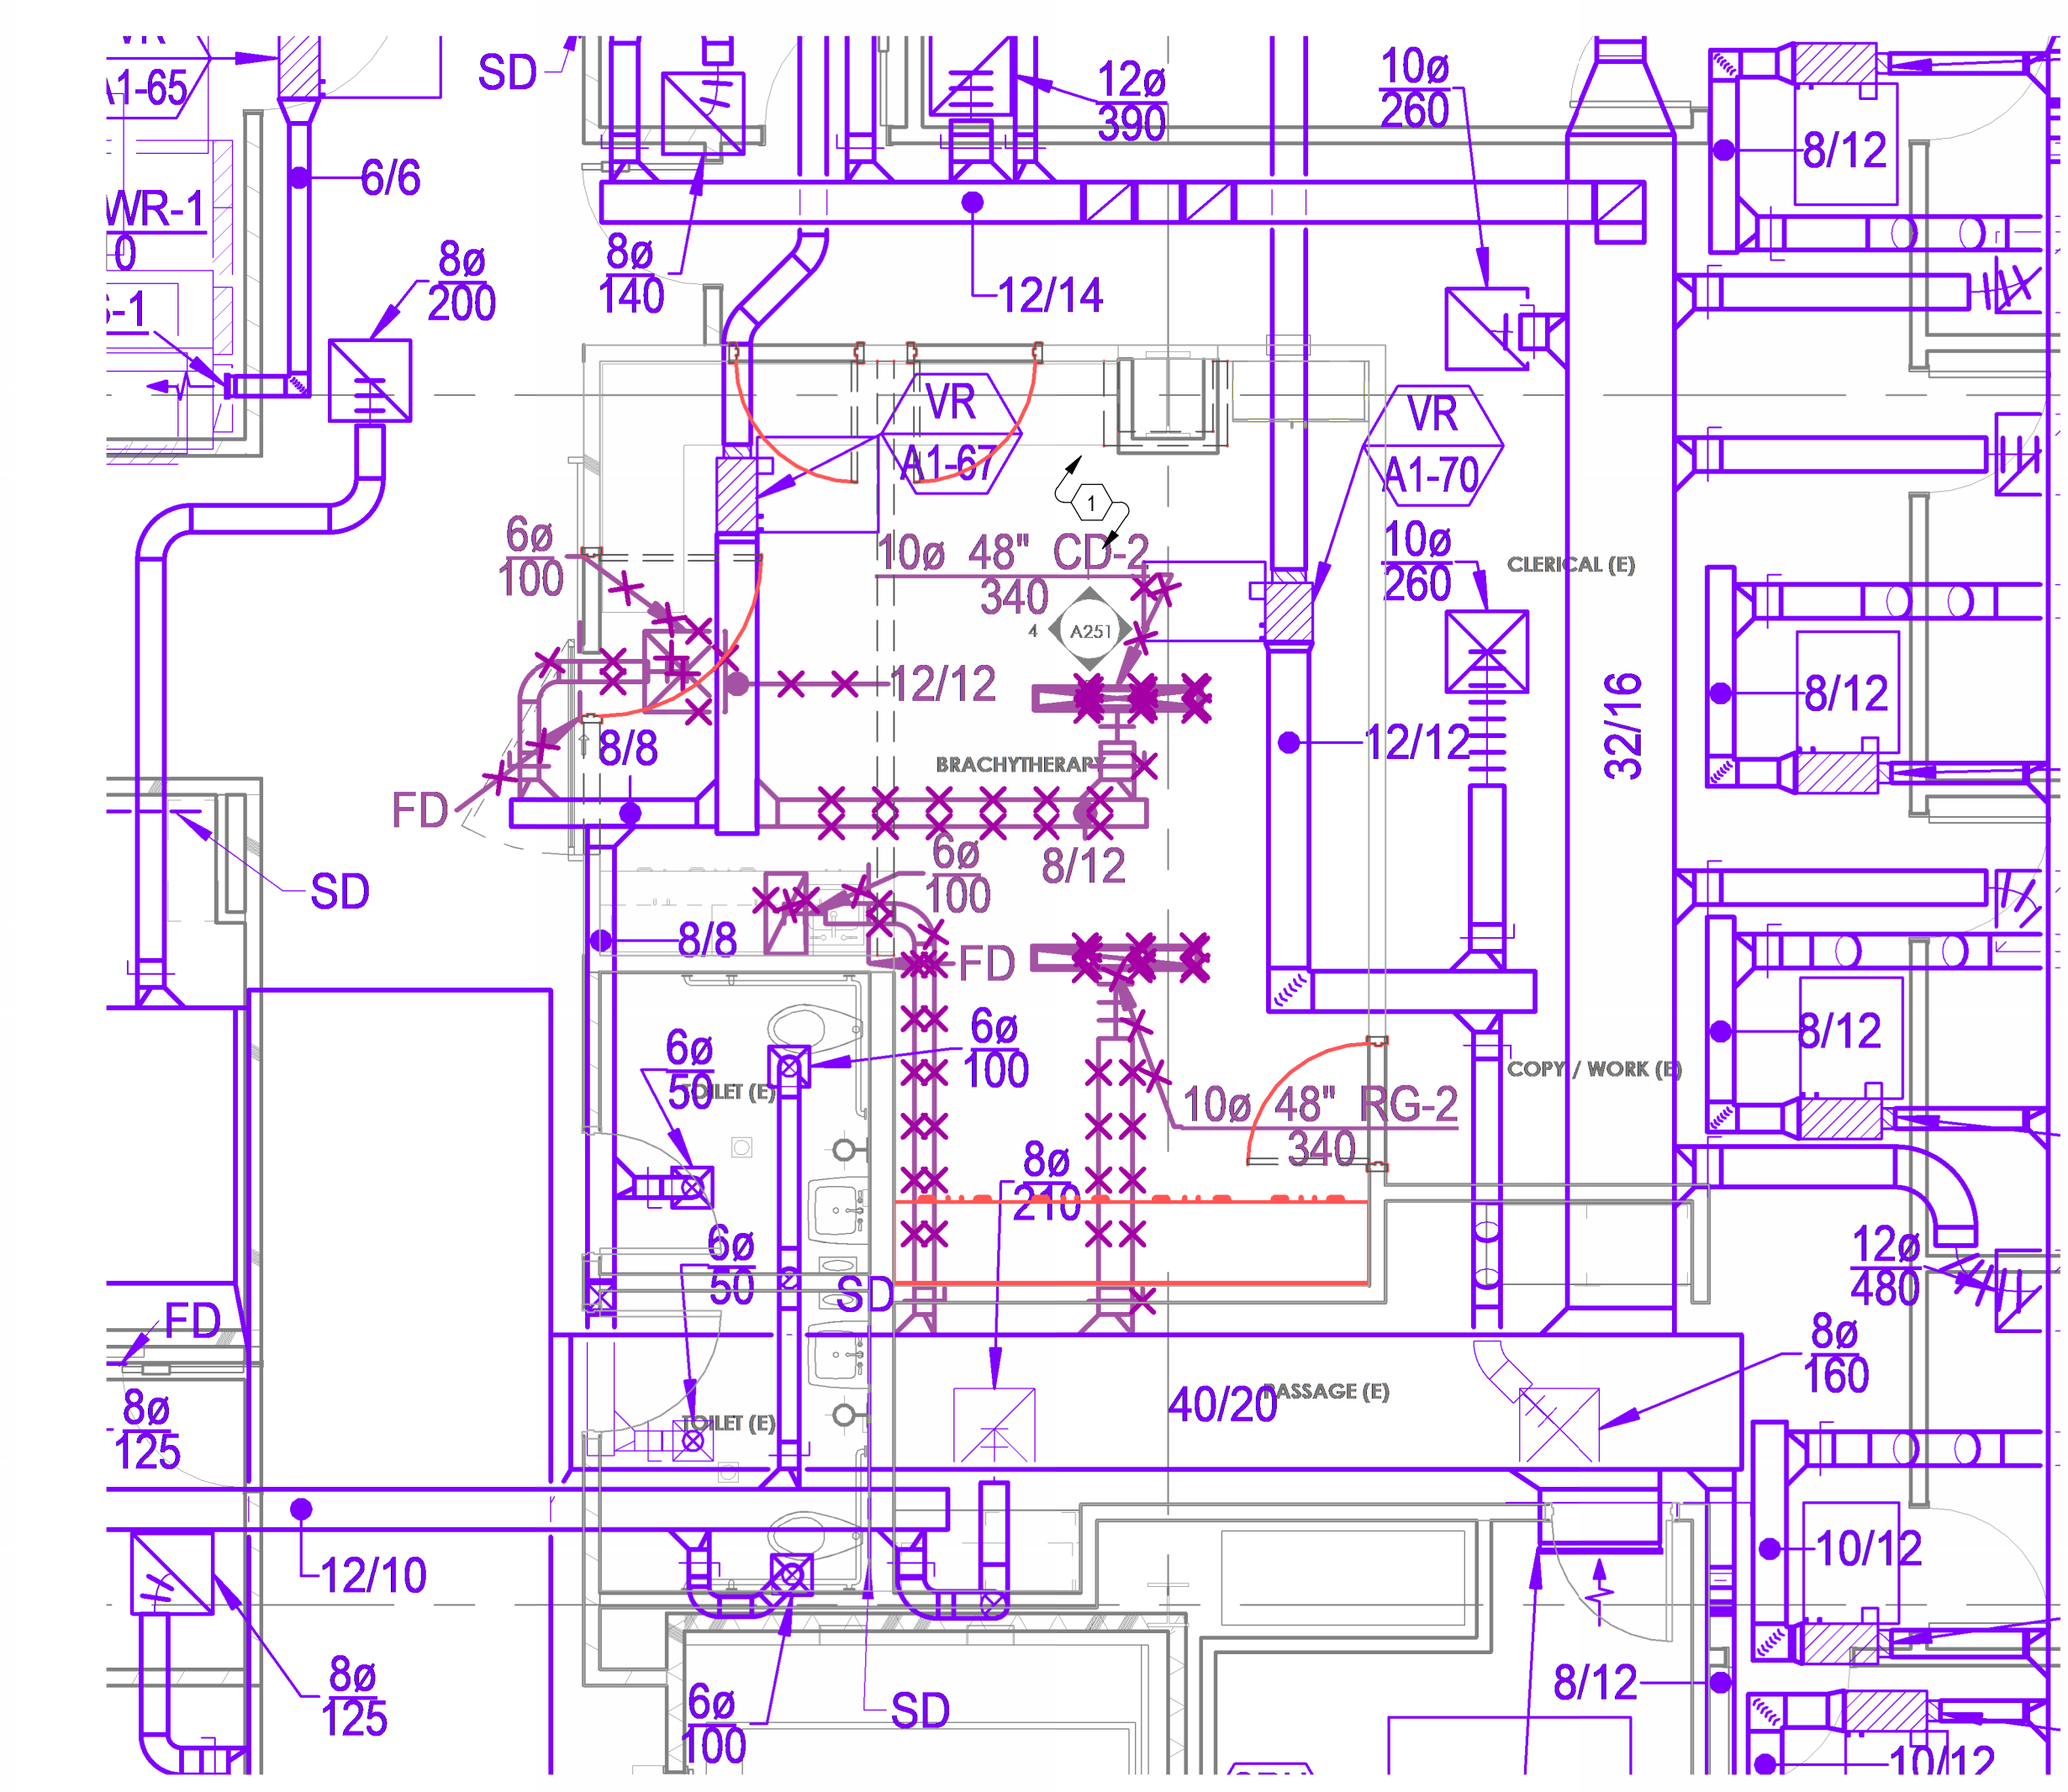 A1-65
SD
12ø
390
10ø
260
8/12
6/6
WR-1
0
8ø
200
8ø
140
12/14
-1
VR
A1-67
VR
A1-70
1
6ø
100
10ø 48" CD-2
340
10ø
260
CLERICAL (E)
4
A251
12/12
8/8
12/12
32/16
8/12
BRACHYTHERAPY
FD
6ø
100
8/12
SD
8/8
FD
6ø
100
6ø
50
TOILET (E)
8/12
COPY / WORK (E)
10ø 48" RG-2
340
8ø
210
6ø
50
SD
12ø
480
FD
8ø
160
8ø
125
40/20
PASSAGE (E)
TOILET (E)
12/10
10/12
8ø
125
6ø
100
SD
8/12
10/12